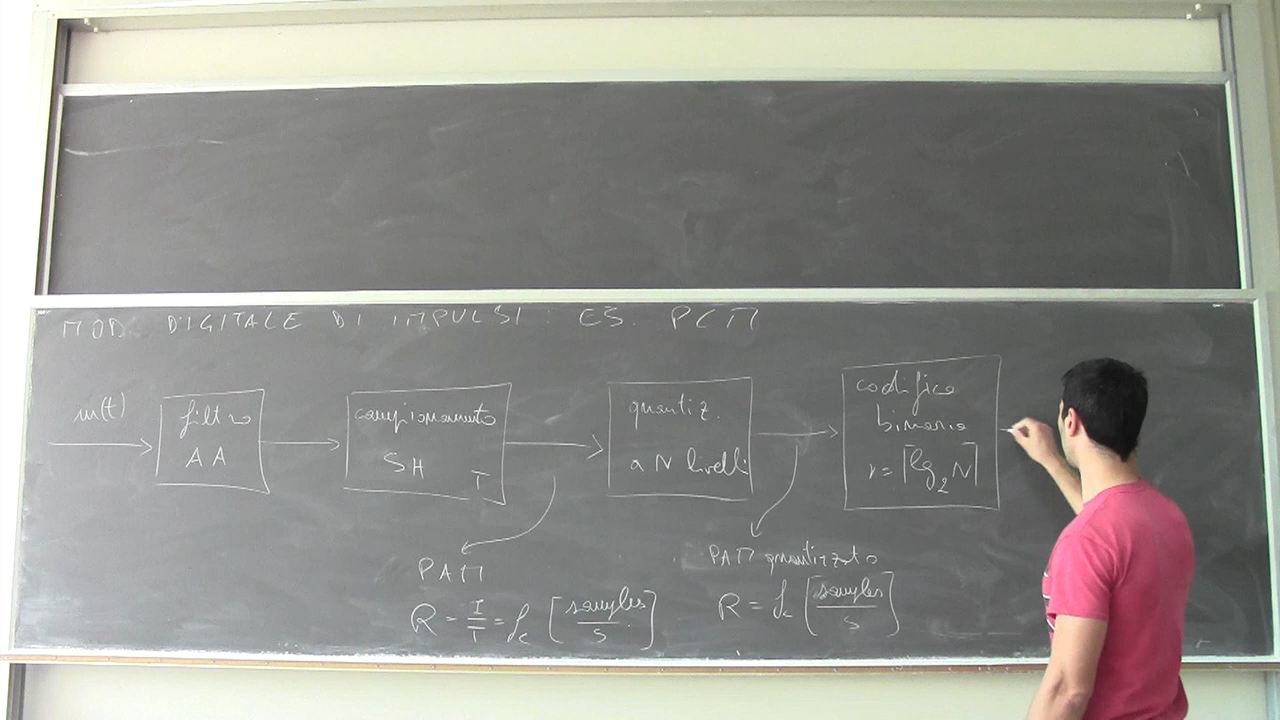 MOD. DIGITALE DI IMPULSI: ES. PCM
m(t)
filtro
AA
campionamento
SH T
quantiz.
a N livelli
codifica
binaria
r = ⌈lg₂N⌉
PAM
R = 1/T = fc [samples/s]
PAM quantizzato
R = fc [samples/s]